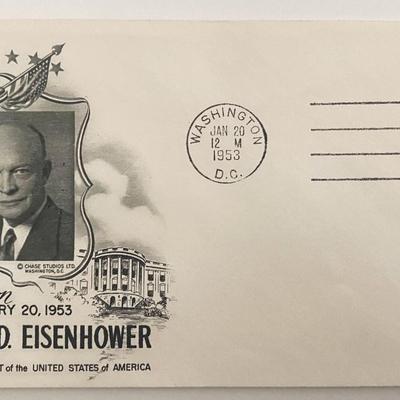 WASHINGTON
JAN 20
12 M
1953
D.C.
© CHASE STUDIOS LTD.
WASHINGTON, D.C.
RY 20, 1953
D. EISENHOWER
T of the UNITED STATES of AMERICA